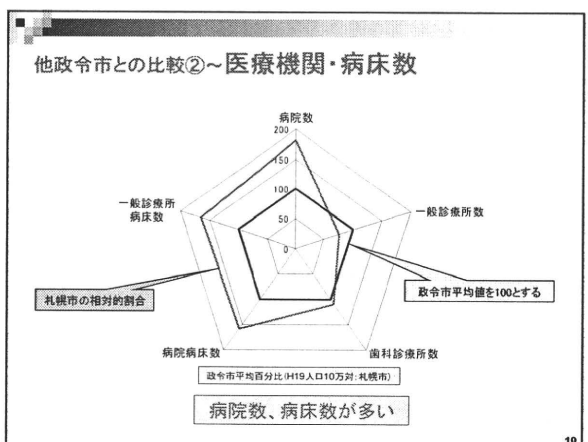 他政令市との比較②～医療機関・病床数
病院数
200
150
100
50
0
一般診療所
病床数
一般診療所数
札幌市の相対的割合
政令市平均値を100とする
病院病床数
歯科診療所数
政令市平均百分比(H19人口10万対:札幌市)
病院数、病床数が多い
19